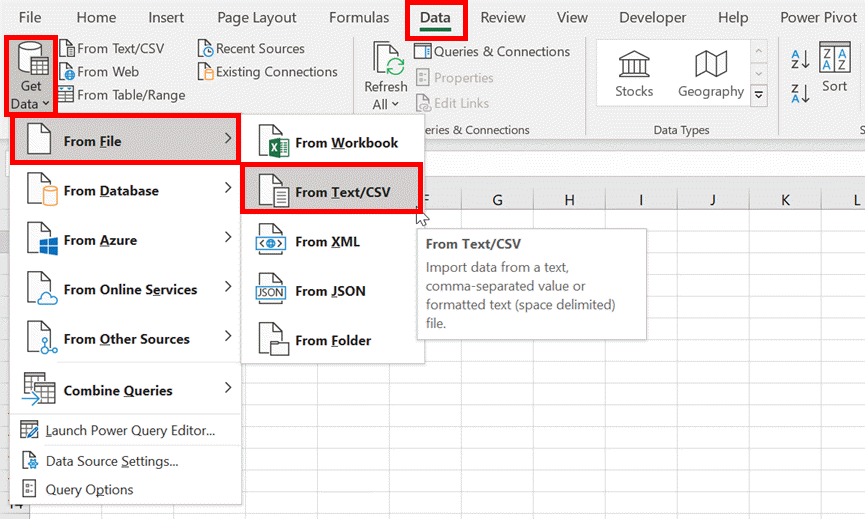 File Home Insert Page Layout Formulas Data Review View Developer Help Power Pivot
Get
Data
From Text/CSV
From Web
From Table/Range
Recent Sources
Existing Connections
Refresh
All
Queries & Connections
Properties
Edit Links
Queries & Connections
Stocks
Geography
Data Types
A
Z
Z
A
Z A
A Z
Sort
From File
From Database
From Azure
From Online Services
From Other Sources
Combine Queries
Launch Power Query Editor...
Data Source Settings...
Query Options
From Workbook
From Text/CSV
From XML
From JSON
JSON
From Folder
From Text/CSV
Import data from a text,
comma-separated value or
formatted text (space delimited)
file.
F G H I J K L
14